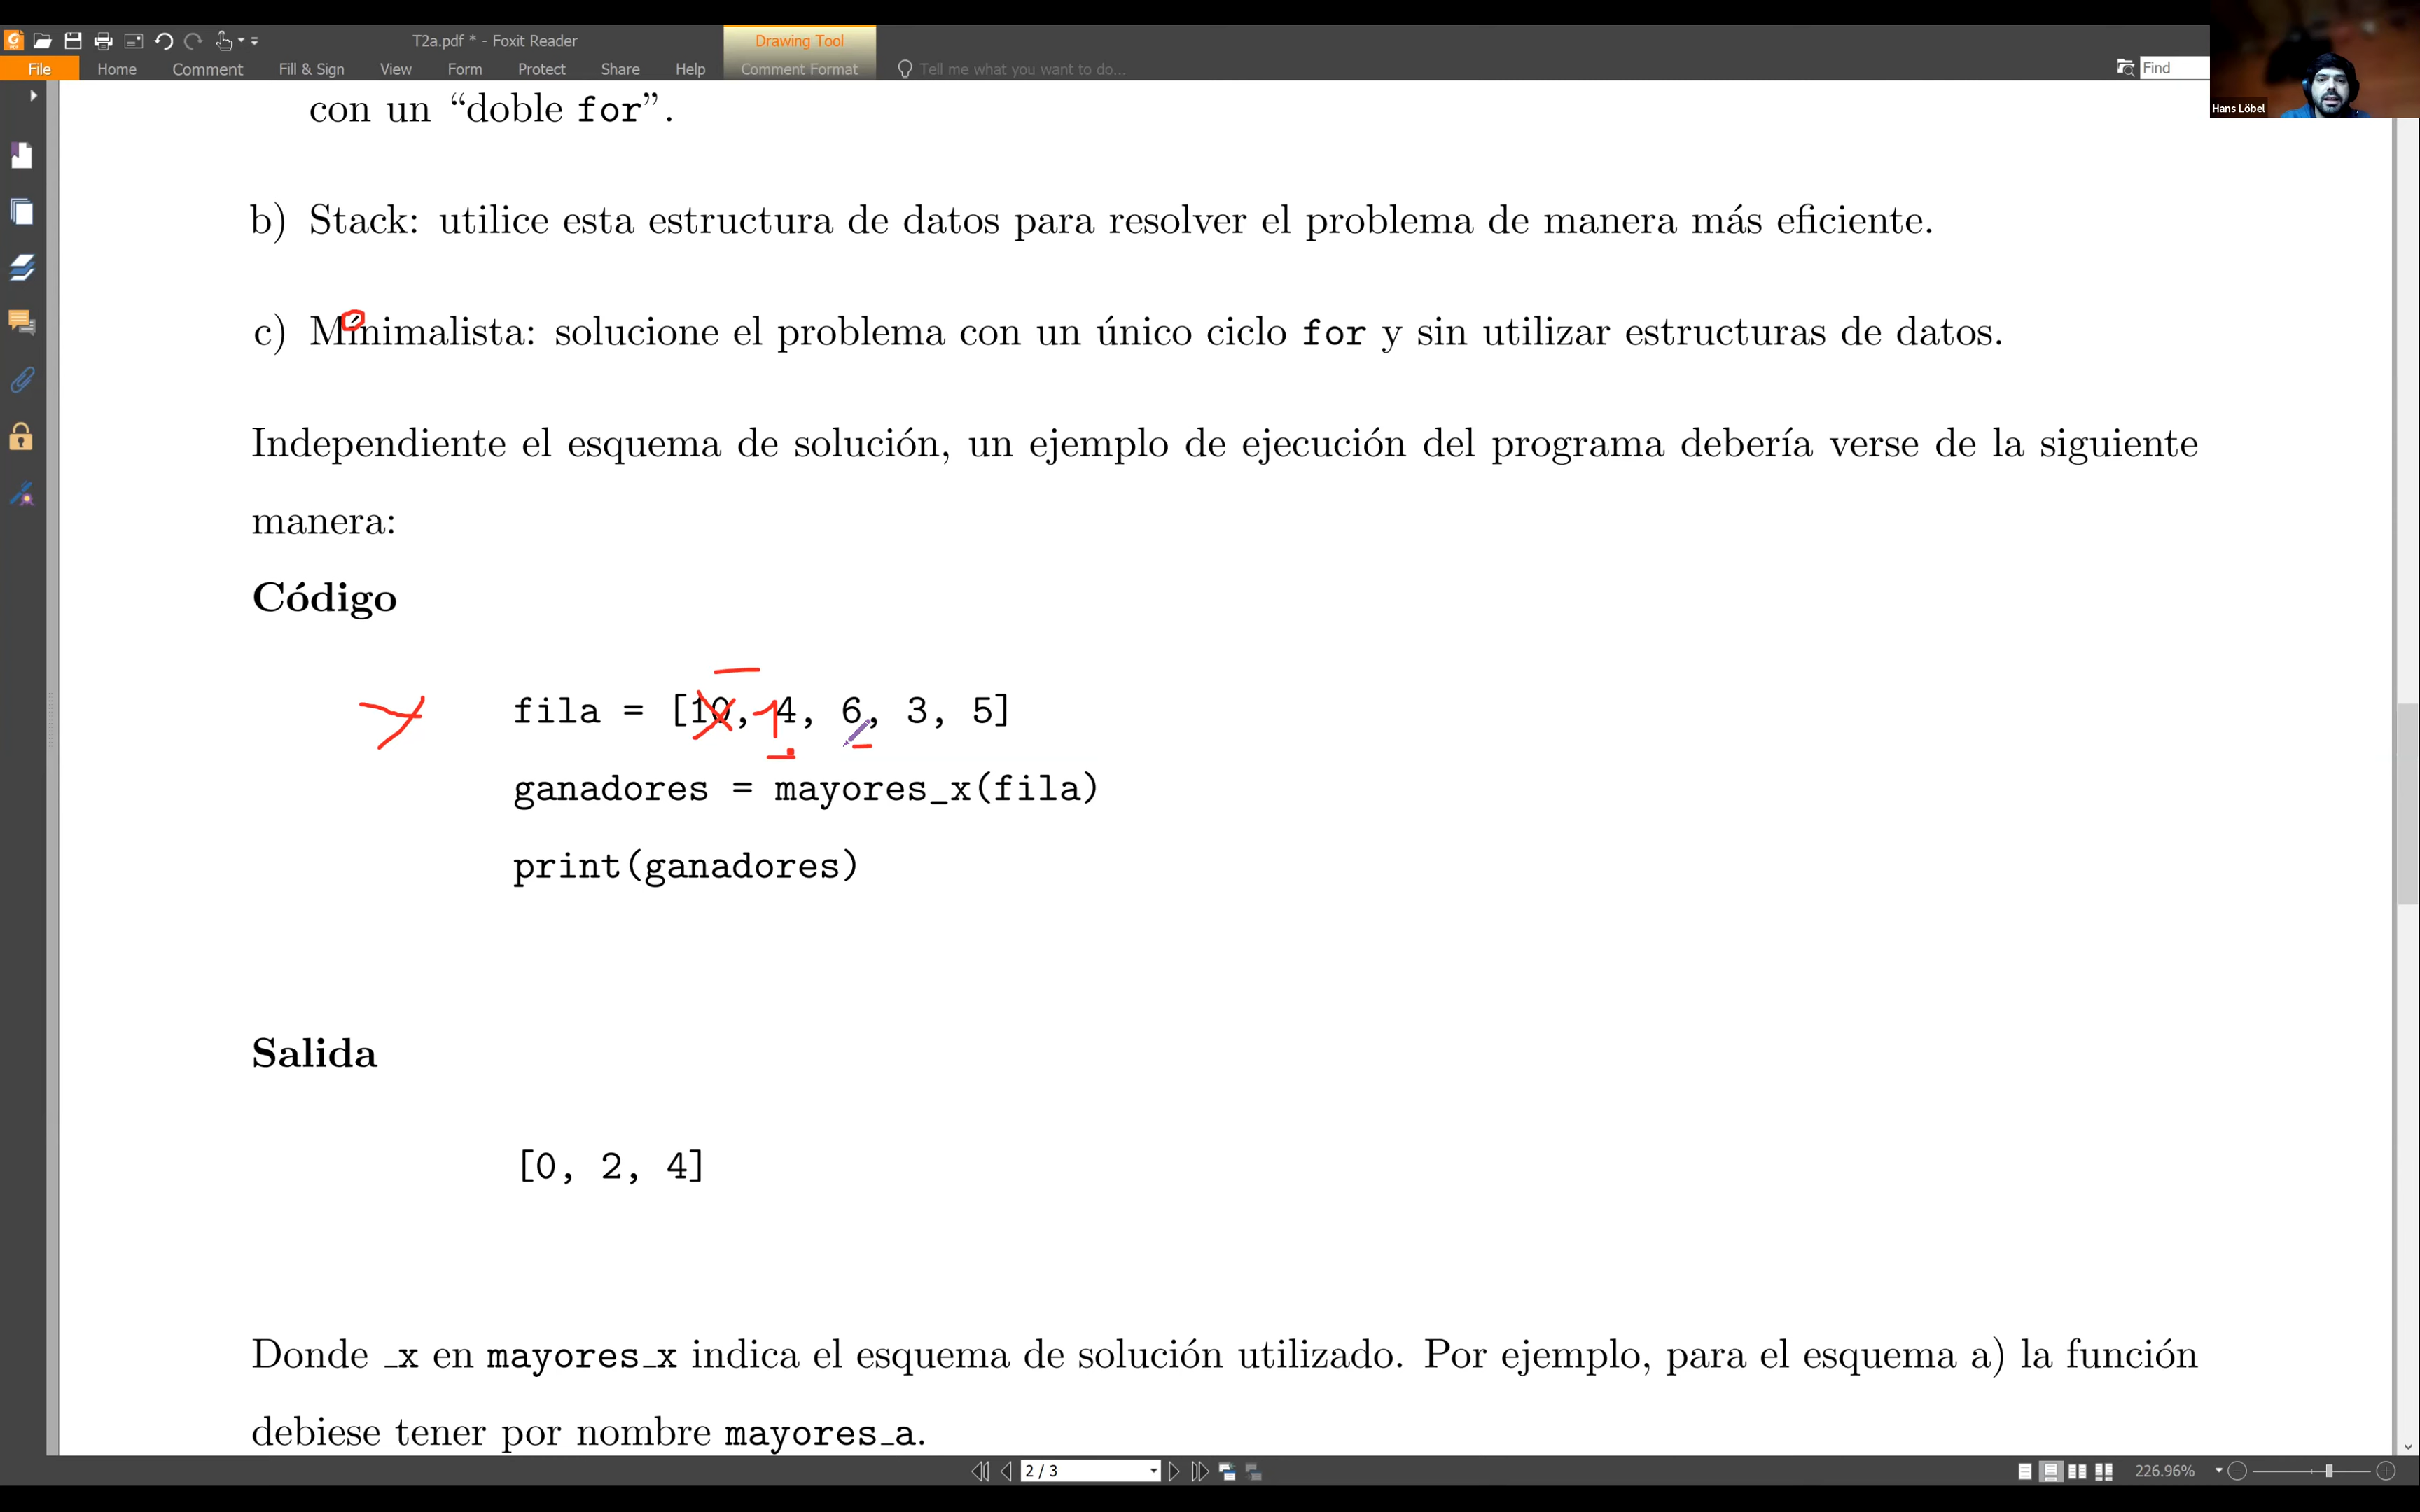 T2a.pdf * - Foxit Reader
Drawing Tool
File Home Comment Fill & Sign View Form Protect Share Help Comment Format Tell me what you want to do... Find
Hans Löbel
con un “doble for”.
b) Stack: utilice esta estructura de datos para resolver el problema de manera más eficiente.
c) Mínimalista: solucione el problema con un único ciclo for y sin utilizar estructuras de datos.
Independiente el esquema de solución, un ejemplo de ejecución del programa debería verse de la siguiente
manera:
Código
fila = [10, 4, 6, 3, 5]
1
ganadores = mayores_x(fila)
print(ganadores)
Salida
[0, 2, 4]
Donde _x en mayores_x indica el esquema de solución utilizado. Por ejemplo, para el esquema a) la función
debiese tener por nombre mayores_a.
2 / 3
226.96%